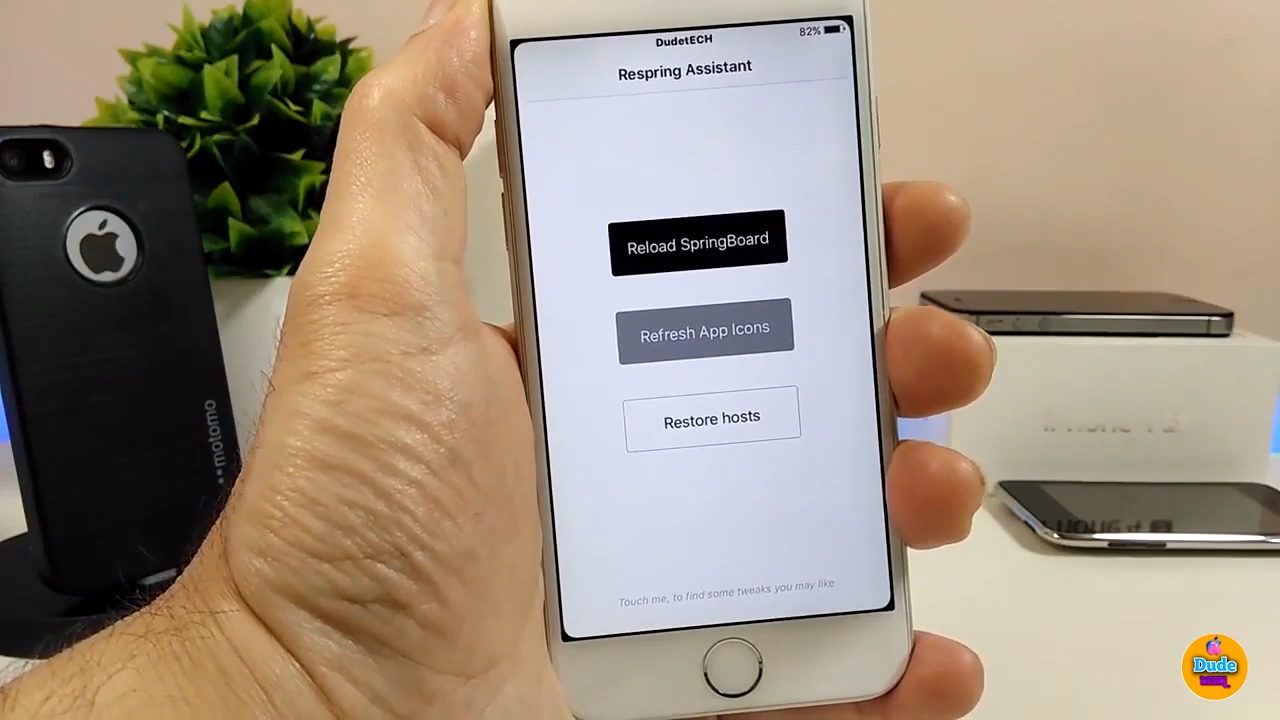 DudetECH
82%
Respring Assistant
Reload SpringBoard
Refresh App Icons
Restore hosts
Touch me, to find some tweaks you may like
motomo
Dude